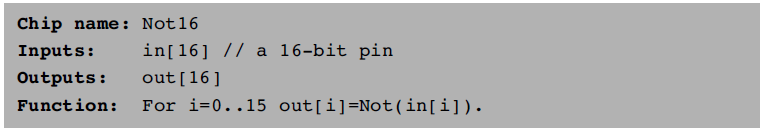 Chip name: Not16
Inputs: in[16] // a 16-bit pin
Outputs: out[16]
Function: For i=0..15 out[i]=Not(in[i]).